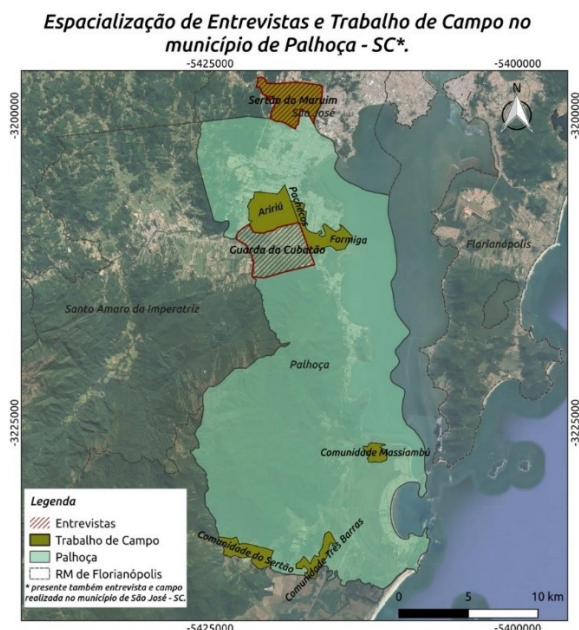 Espacialização de Entrevistas e Trabalho de Campo no
município de Palhoça - SC*.
-5425000
-5400000
N
-3200000
-3200000
Sertão do Maruim
São José
Pachecos
Aririú
Formiga
Guarda do Cubatão
Florianópolis
Santo Amaro da Imperatriz
Palhoça
-3225000
-3225000
Comunidade Massiambú
Comunidade do Sertão
Comunidade Três Barras
Legenda
Entrevistas
Trabalho de Campo
Palhoça
RM de Florianópolis
* presente também entrevista e campo
realizada no município de São José - SC.
0 5 10 km
-5425000
-5400000